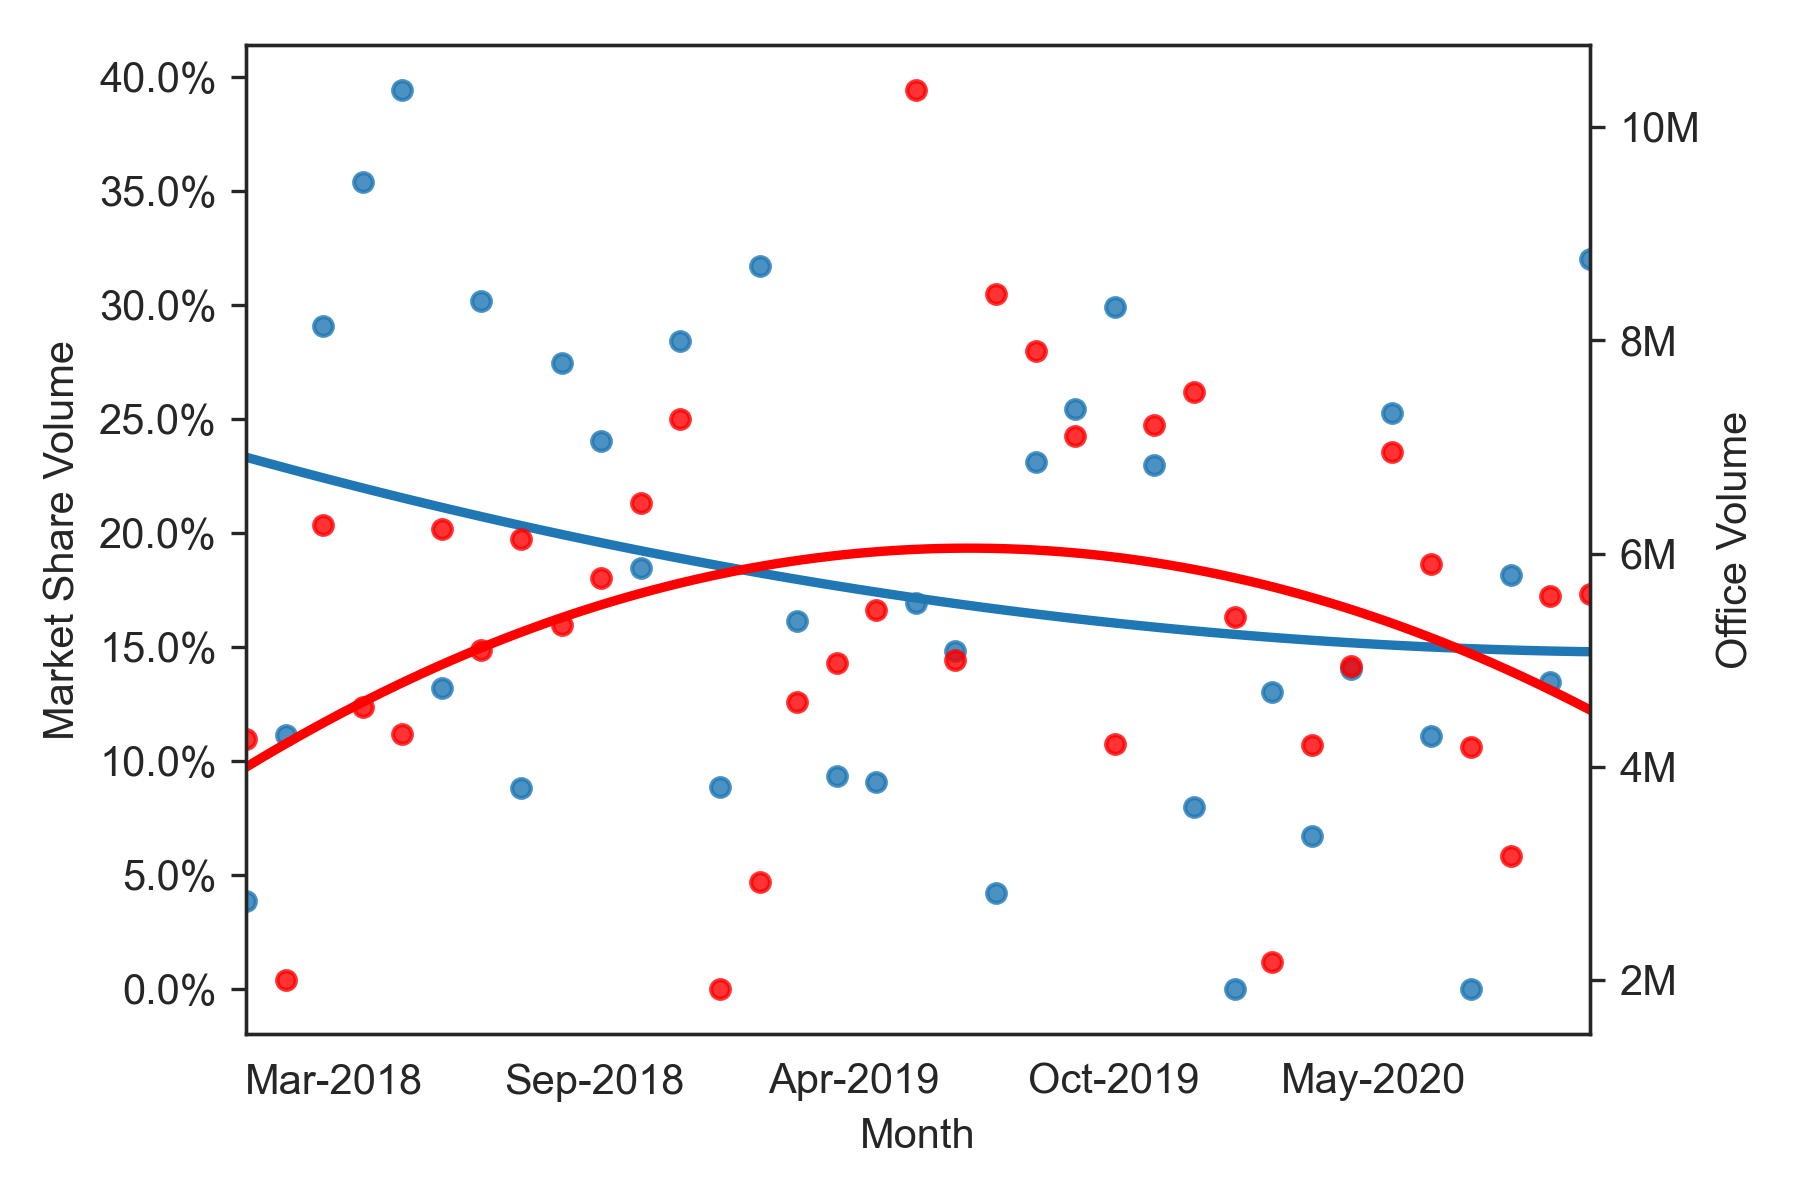 40.0%
35.0%
30.0%
25.0%
20.0%
15.0%
10.0%
5.0%
0.0%
Market Share Volume
10M
8M
6M
4M
2M
Office Volume
Mar-2018 Sep-2018 Apr-2019 Oct-2019 May-2020
Month